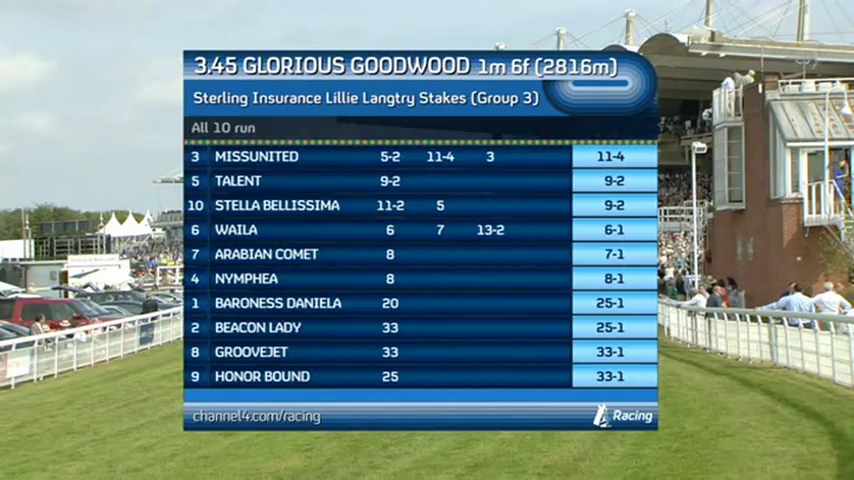 3.45 GLORIOUS GOODWOOD 1m 6f (2816m)
Sterling Insurance Lillie Langtry Stakes (Group 3)
All 10 run
3 MISSUNITED 5-2 11-4 3 11-4
5 TALENT 9-2 9-2
10 STELLA BELLISSIMA 11-2 5 9-2
6 WAILA 6 7 13-2 6-1
7 ARABIAN COMET 8 7-1
4 NYMPHEA 8 8-1
1 BARONESS DANIELA 20 25-1
2 BEACON LADY 33 25-1
8 GROOVEJET 33 33-1
9 HONOR BOUND 25 33-1
channel4.com/racing
4 Racing